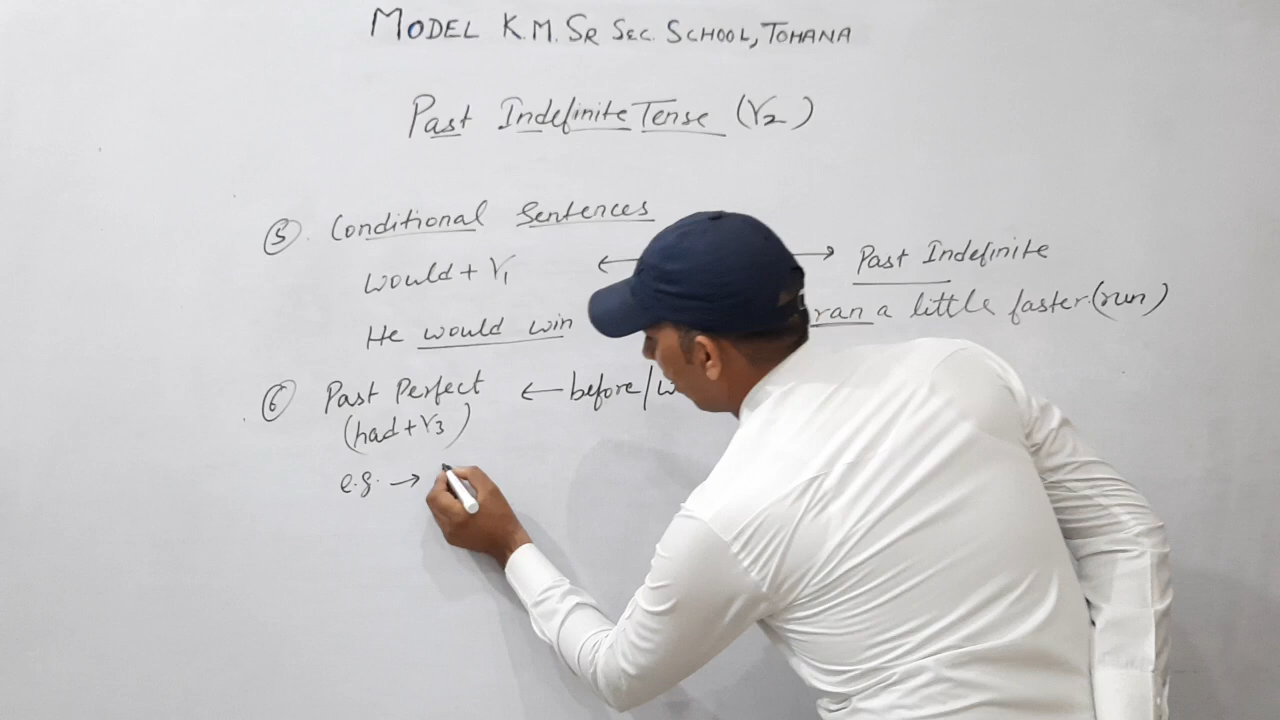 MODEL K.M. SR SEC. SCHOOL, TOHANA
Past Indefinite Tense (V2)
⑤. Conditional Sentences
would + V1 ← → Past Indefinite
He would win ran a little faster. (run)
⑥ Past Perfect ← before/
(had + V3)
e.g. →